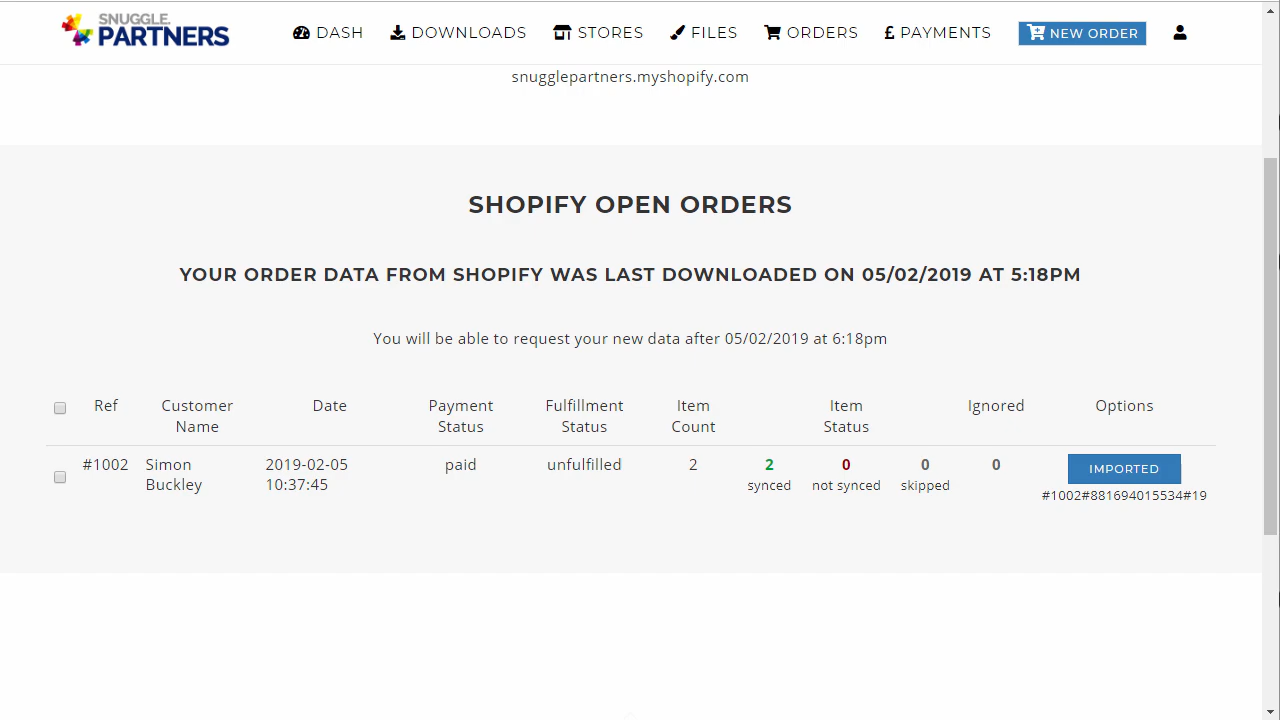 SNUGGLE.
PARTNERS
DASH DOWNLOADS STORES FILES ORDERS £ PAYMENTS NEW ORDER
snugglepartners.myshopify.com
SHOPIFY OPEN ORDERS
YOUR ORDER DATA FROM SHOPIFY WAS LAST DOWNLOADED ON 05/02/2019 AT 5:18PM
You will be able to request your new data after 05/02/2019 at 6:18pm
Ref Customer Name Date Payment Status Fulfillment Status Item Count Item Status Ignored Options
#1002 Simon Buckley 2019-02-05 10:37:45 paid unfulfilled 2 2 synced 0 not synced 0 skipped 0 IMPORTED
#1002#881694015534#19